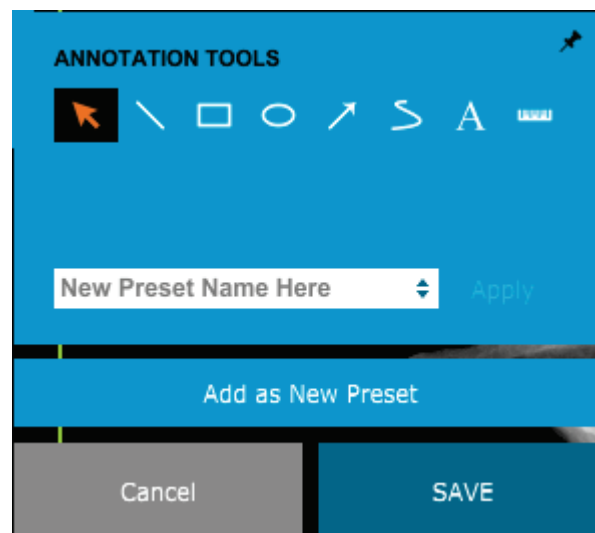 ANNOTATION TOOLS
A
New Preset Name Here
Apply
Add as New Preset
Cancel
SAVE